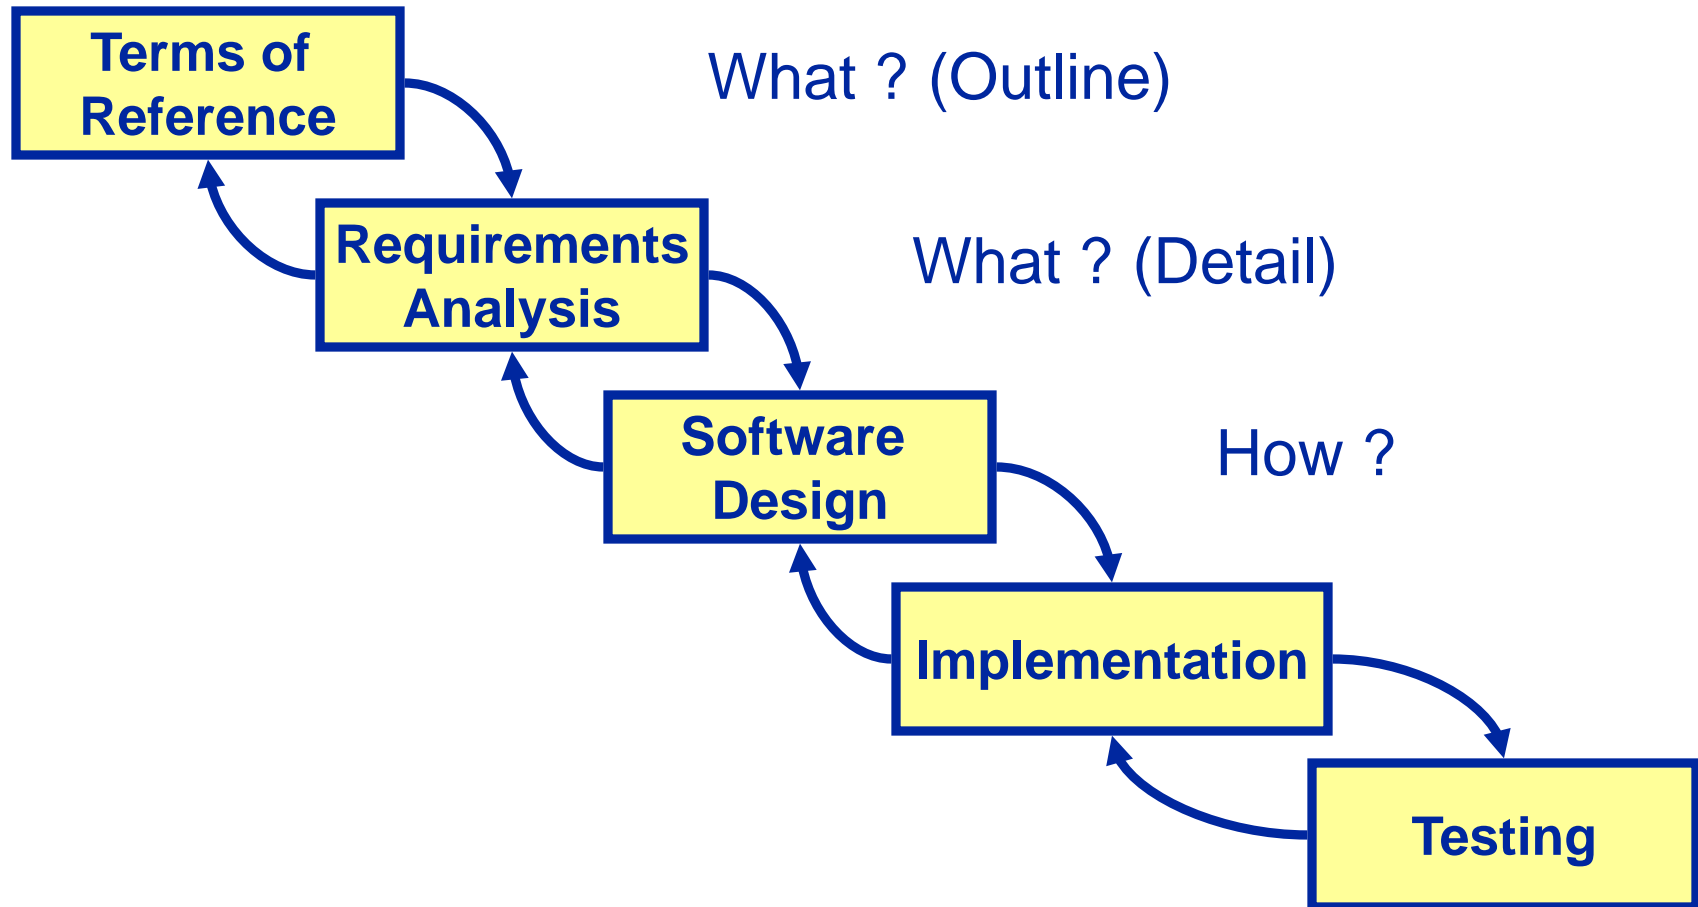 Terms of
Reference
What ? (Outline)
Requirements
Analysis
What ? (Detail)
Software
Design
How ?
Implementation
Testing